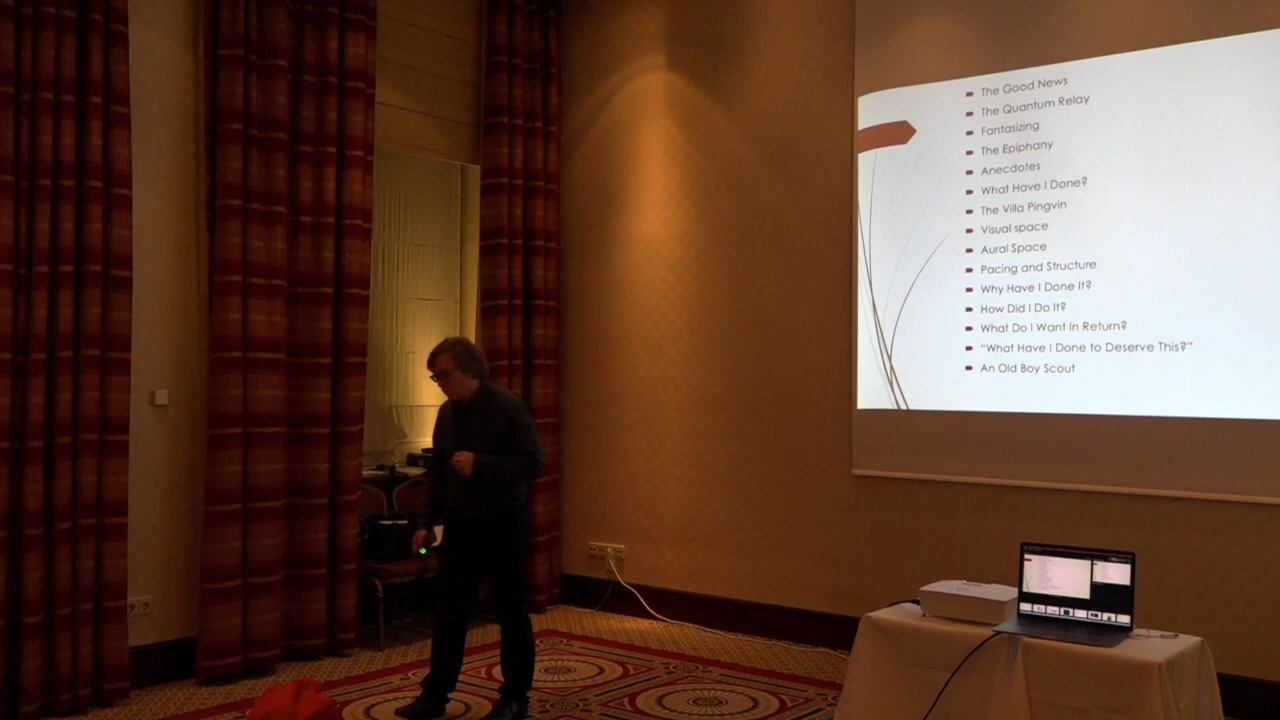 The Good News
The Quantum Relay
Fantasizing
The Epiphany
Anecdotes
What Have I Done?
The Villa Pingvin
Visual space
Aural Space
Pacing and Structure
Why Have I Done It?
How Did I Do It?
What Do I Want In Return?
“What Have I Done to Deserve This?”
An Old Boy Scout